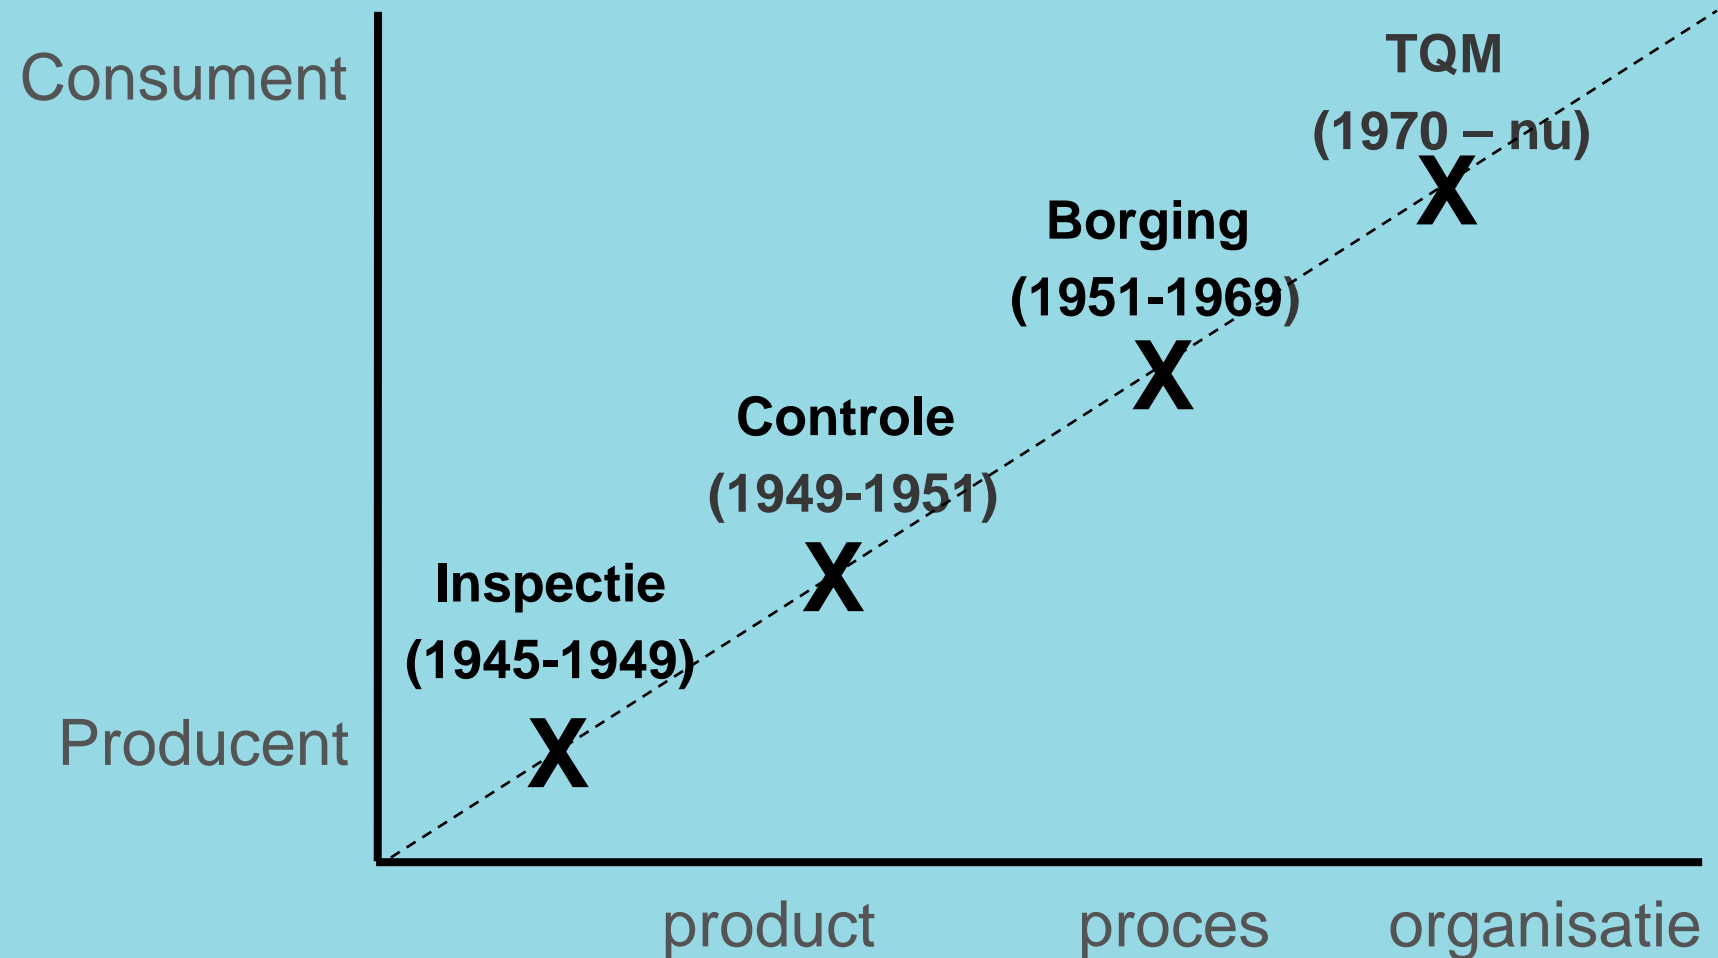 Consument
TQM
(1970 – nu)
X
Borging
(1951-1969)
X
Controle
(1949-1951)
X
Inspectie
(1945-1949)
X
Producent
product proces organisatie